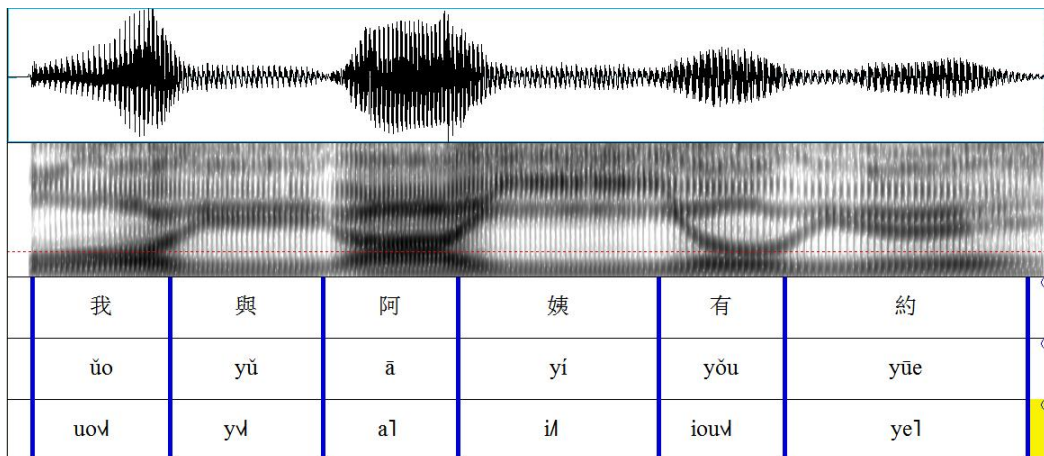 我 與 阿 姨 有 約
ǔo yǔ ā yí yǒu yūe
uo˨˩˦ y˨˩˦ a˥ i˧˥ iou˨˩˦ ye˥